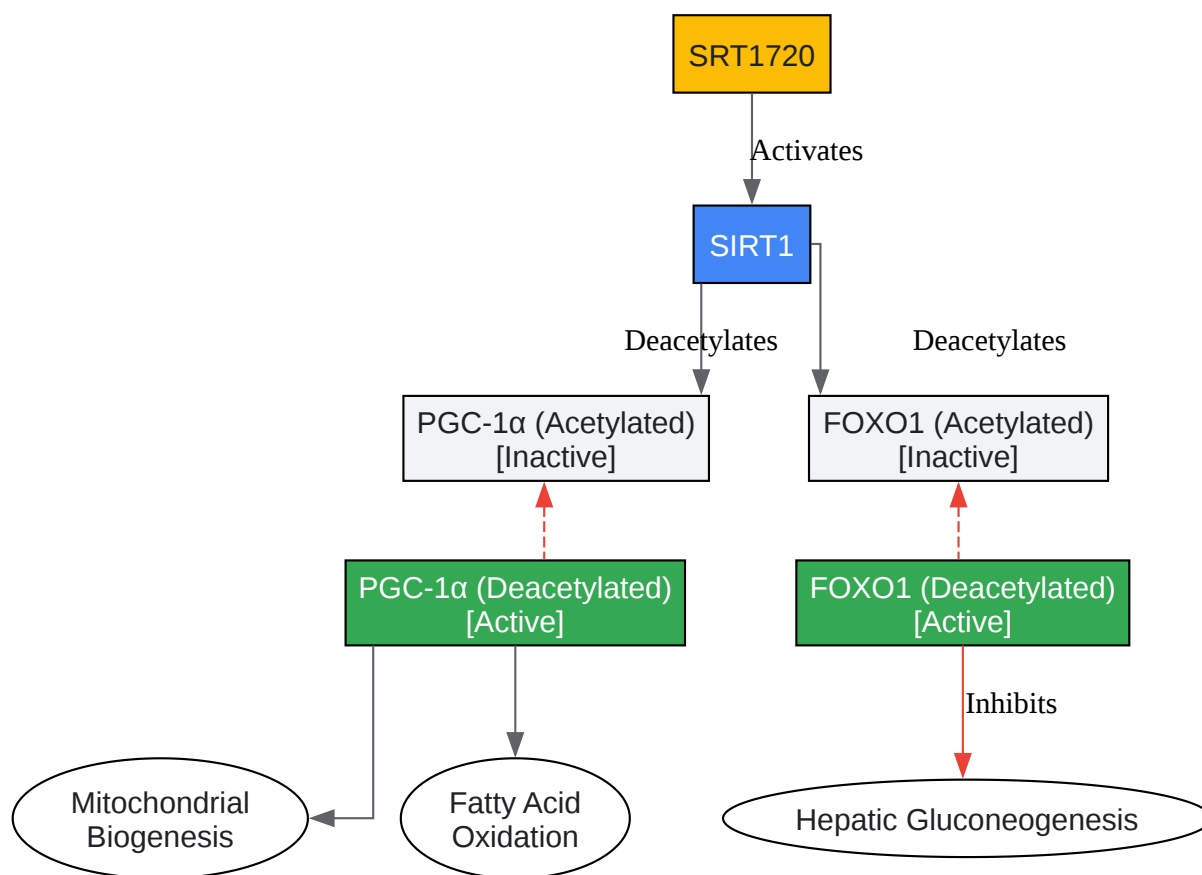 SRT1720
Activates
SIRT1
Deacetylates
Deacetylates
PGC-1α (Acetylated)
[Inactive]
FOXO1 (Acetylated)
[Inactive]
PGC-1α (Deacetylated)
[Active]
FOXO1 (Deacetylated)
[Active]
Inhibits
Mitochondrial
Biogenesis
Fatty Acid
Oxidation
Hepatic Gluconeogenesis